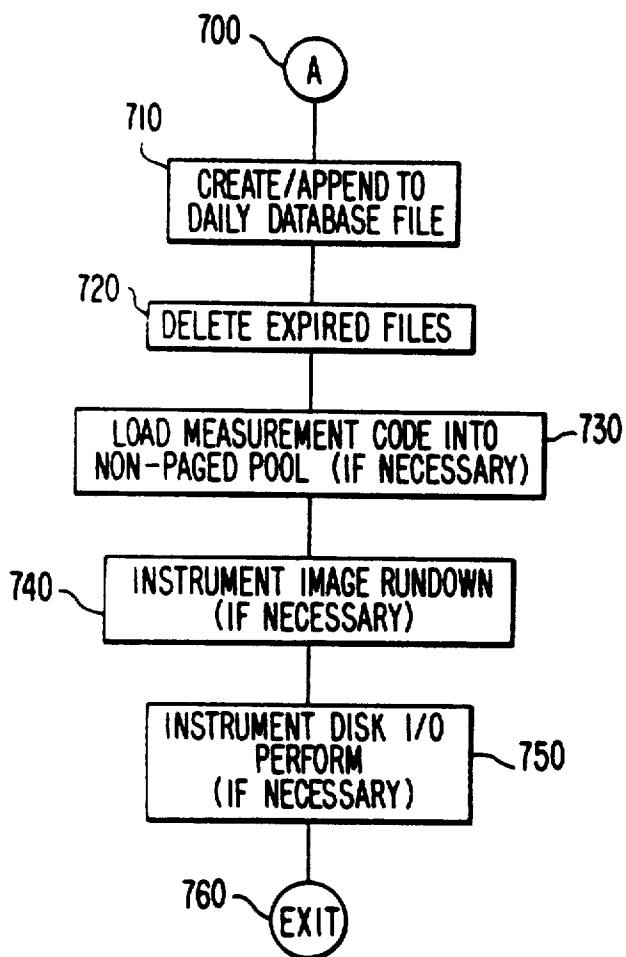 700
A
710
CREATE/APPEND TO
DAILY DATABASE FILE
720
DELETE EXPIRED FILES
LOAD MEASUREMENT CODE INTO
NON-PAGED POOL (IF NECESSARY)
730
740
INSTRUMENT IMAGE RUNDOWN
(IF NECESSARY)
INSTRUMENT DISK I/O
PERFORM
(IF NECESSARY)
750
760
EXIT